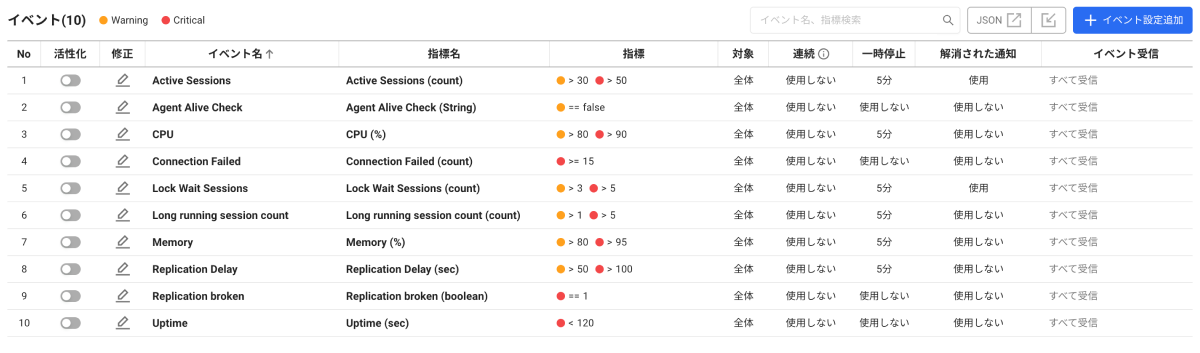 イベント(10) Warning Critical イベント名、指標検索 JSON イベント設定追加
No 活性化 修正 イベント名 指標名 指標 対象 連続 一時停止 解消された通知 イベント受信
1 Active Sessions Active Sessions (count) > 30 > 50 全体 使用しない 5分 使用 すべて受信
2 Agent Alive Check Agent Alive Check (String) == false 全体 使用しない 使用しない 使用しない すべて受信
3 CPU CPU (%) > 80 > 90 全体 使用しない 5分 使用しない すべて受信
4 Connection Failed Connection Failed (count) >= 15 全体 使用しない 使用しない 使用しない すべて受信
5 Lock Wait Sessions Lock Wait Sessions (count) > 3 > 5 全体 使用しない 5分 使用 すべて受信
6 Long running session count Long running session count (count) > 1 > 5 全体 使用しない 5分 使用しない すべて受信
7 Memory Memory (%) > 80 > 95 全体 使用しない 5分 使用しない すべて受信
8 Replication Delay Replication Delay (sec) > 50 > 100 全体 使用しない 5分 使用しない すべて受信
9 Replication broken Replication broken (boolean) == 1 全体 使用しない 使用しない 使用しない すべて受信
10 Uptime Uptime (sec) < 120 全体 使用しない 使用しない 使用しない すべて受信